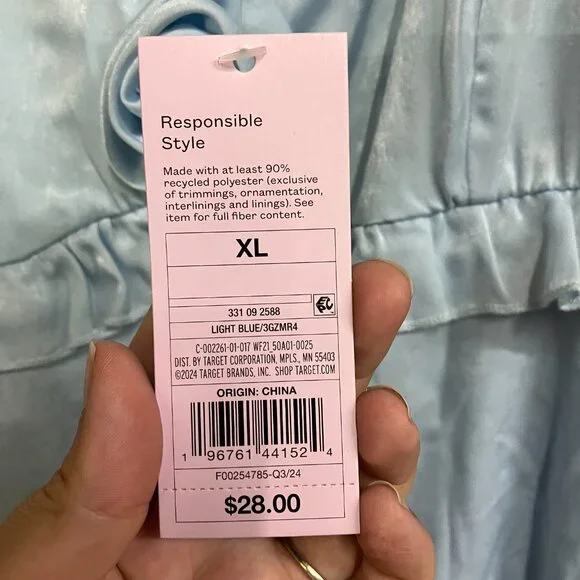 Responsible
Style
Made with at least 90%
recycled polyester (exclusive
of trimmings, ornamentation,
interlinings and linings). See
item for full fiber content.
XL
331 09 2588
LIGHT BLUE/3GZMR4
C-002261-01-017 WF21 50A01-0025
DIST. BY TARGET CORPORATION, MPLS., MN 55403
©2024 TARGET BRANDS, INC. SHOP TARGET.COM
ORIGIN: CHINA
1 96761 44152 4
F00254785-Q3/24
$28.00